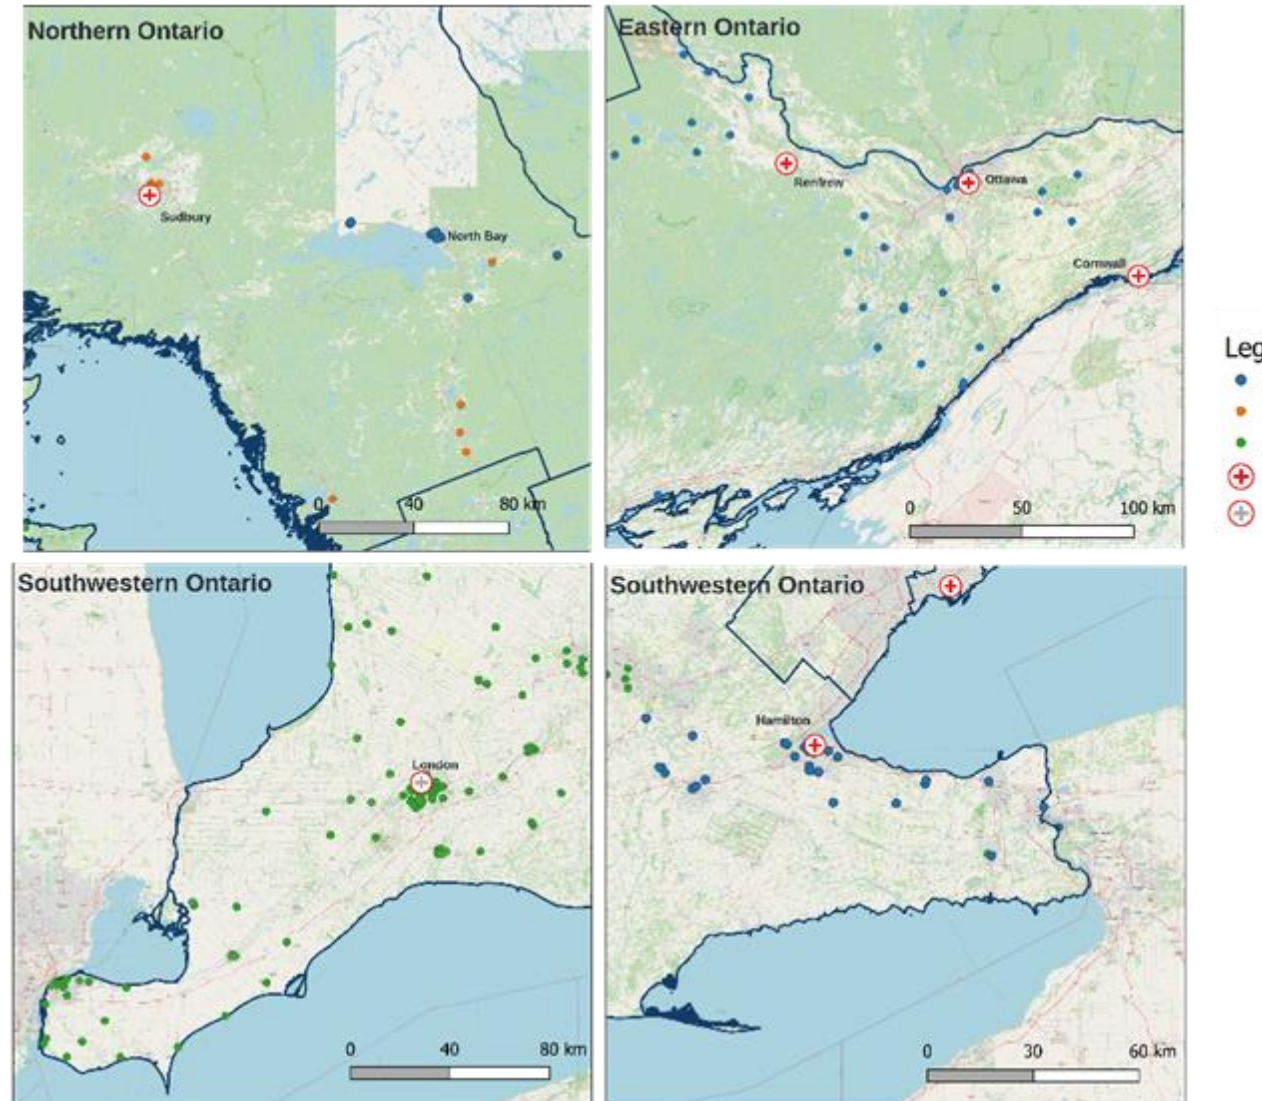 Northern Ontario
Sudbury
North Bay
0 40 80 km
Eastern Ontario
Renfrew
Ottawa
Cornwall
0 50 100 km
Leg
Southwestern Ontario
London
0 40 80 km
Southwestern Ontario
Hamilton
0 30 60 km